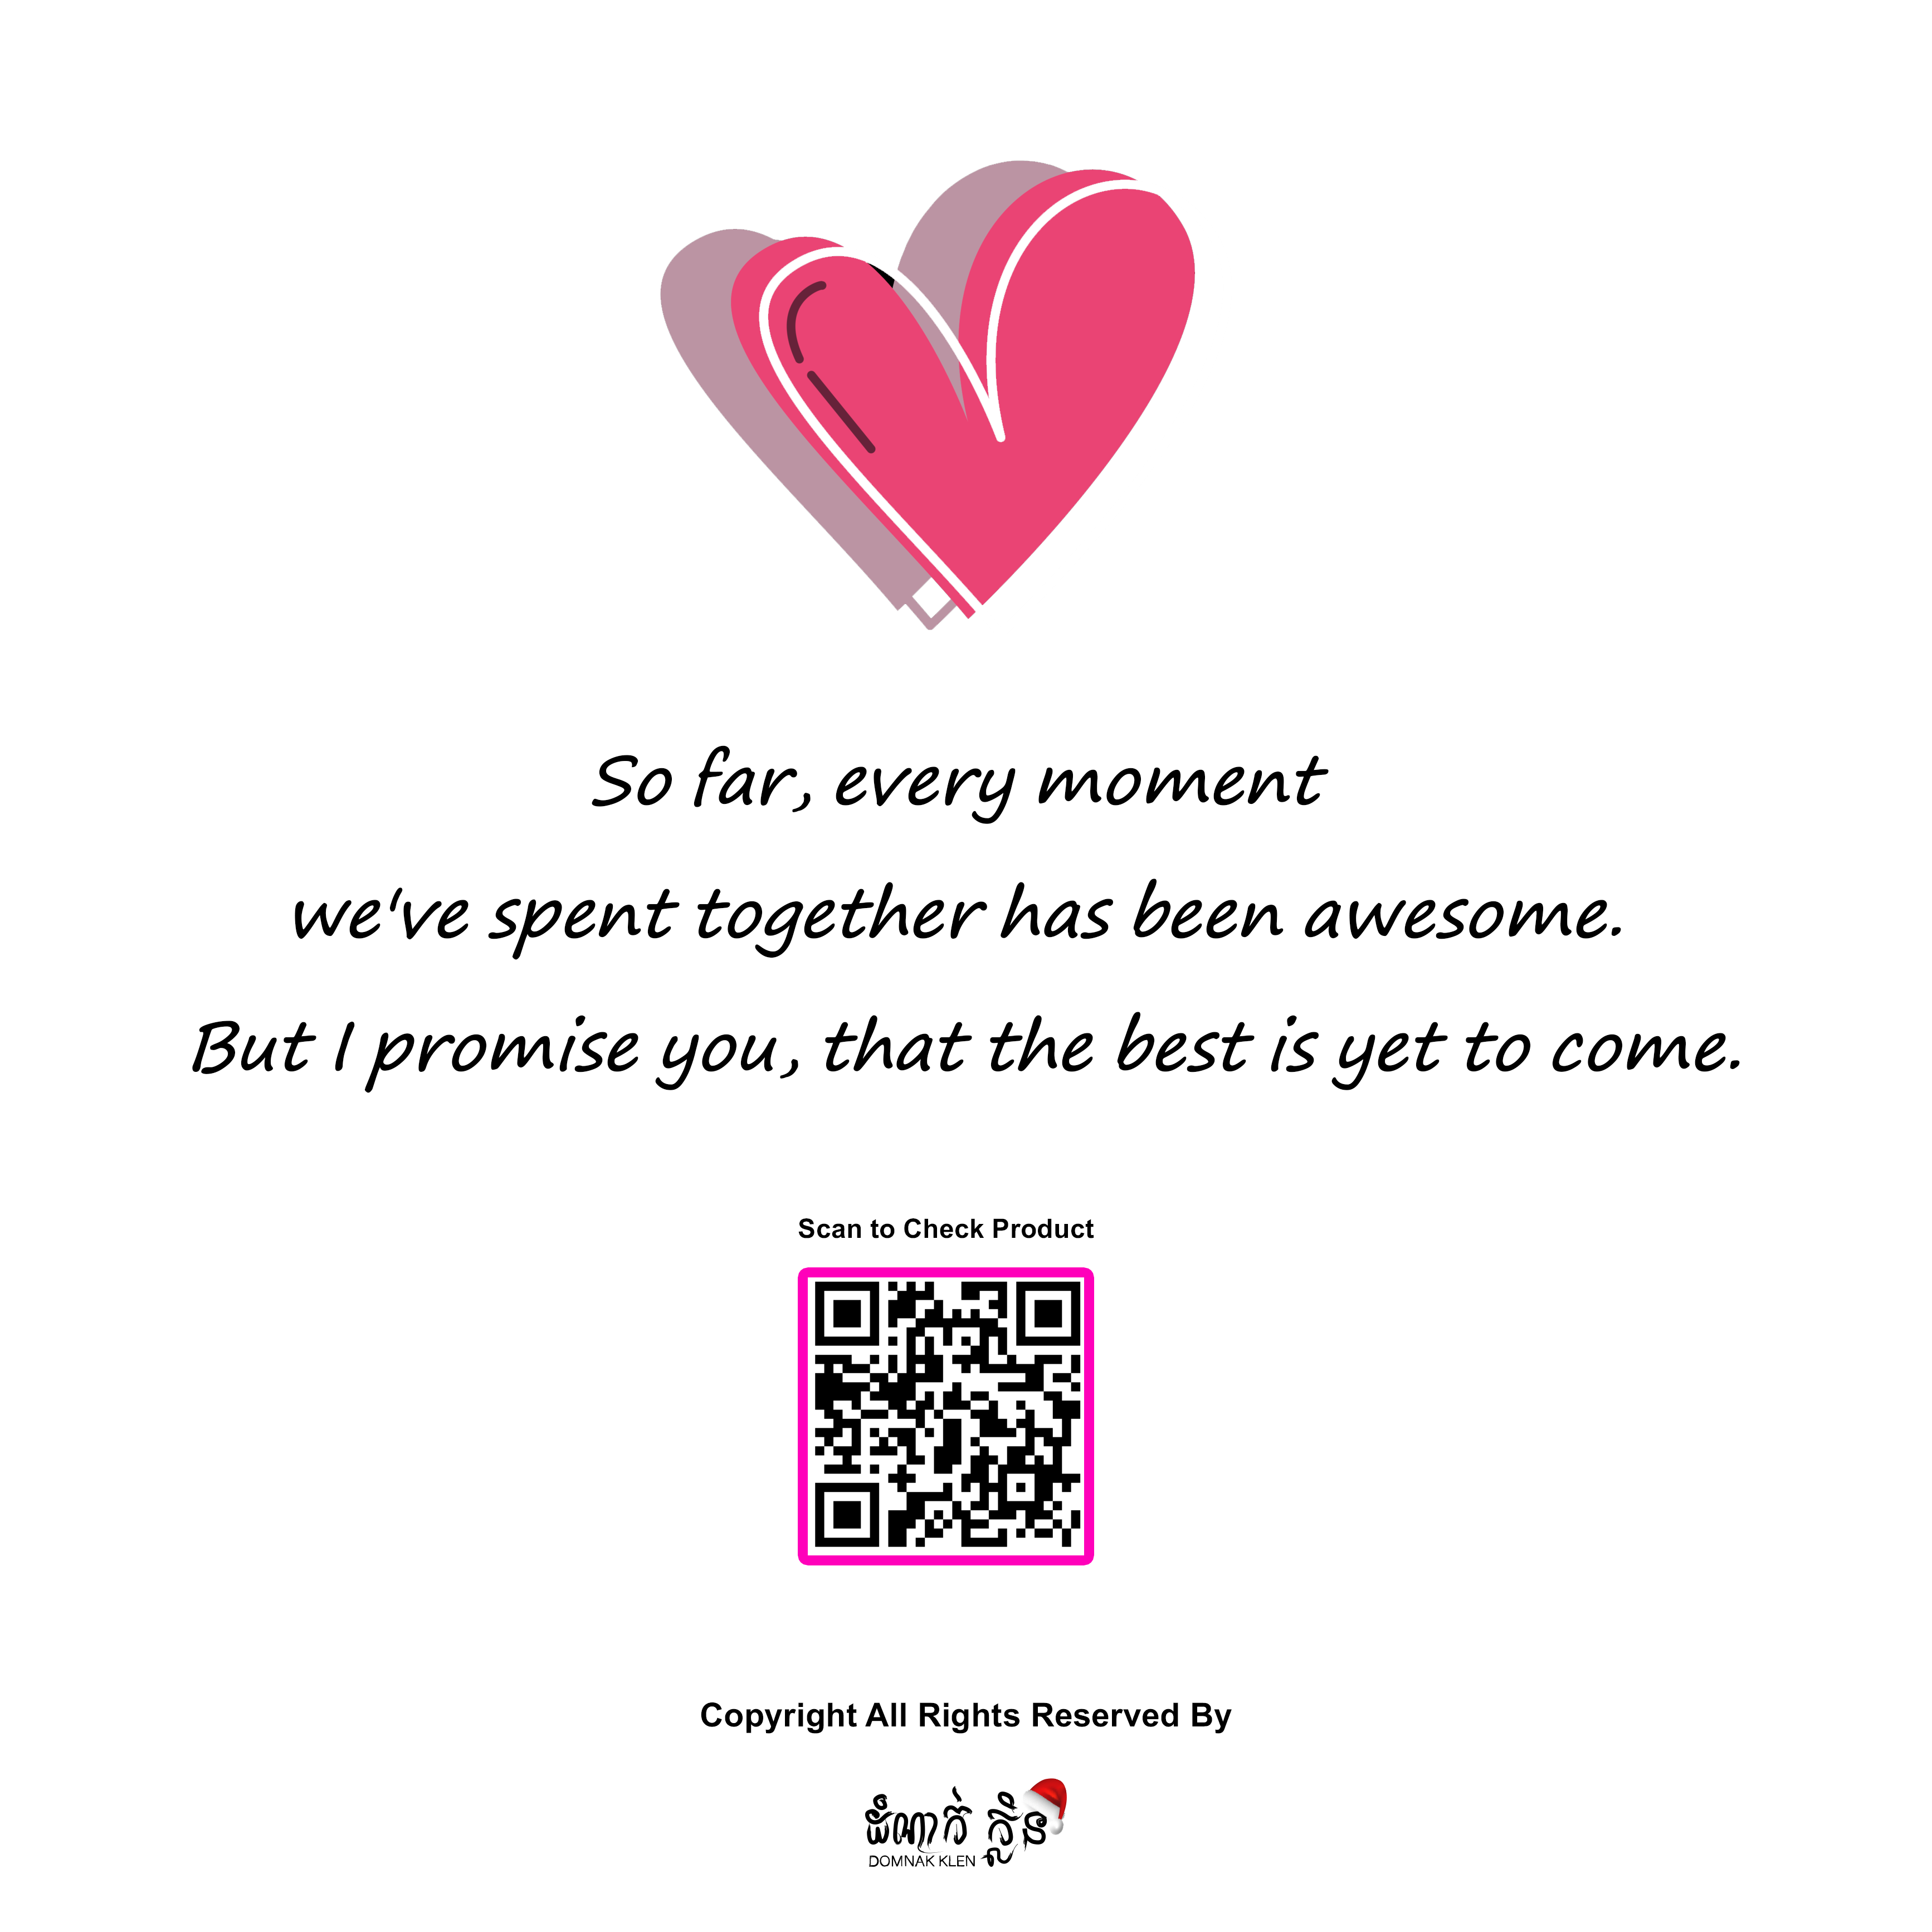 So far, every moment
we've spent together has been awesome.
But I promise you, that the best is yet to come.
Scan to Check Product
Copyright All Rights Reserved By
ដំណាក់ ក្លិន
DOMNAK KLEN